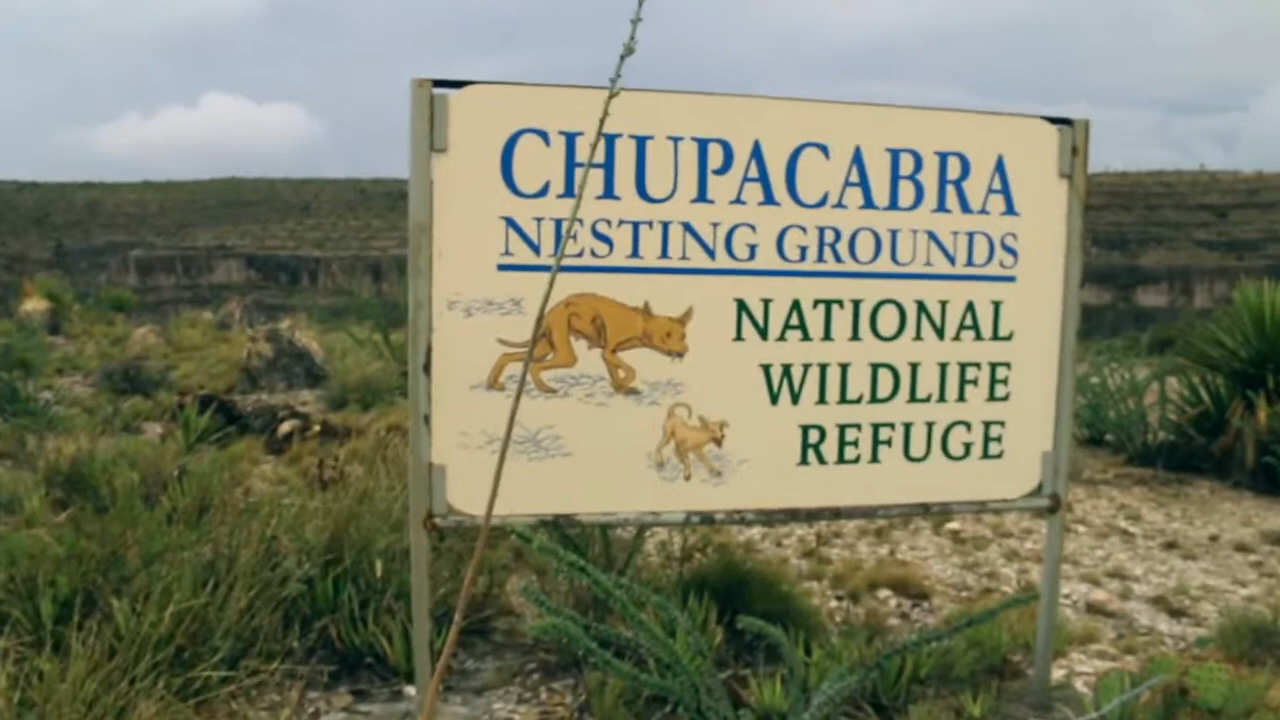 CHUPACABRA
NESTING GROUNDS
NATIONAL
WILDLIFE
REFUGE